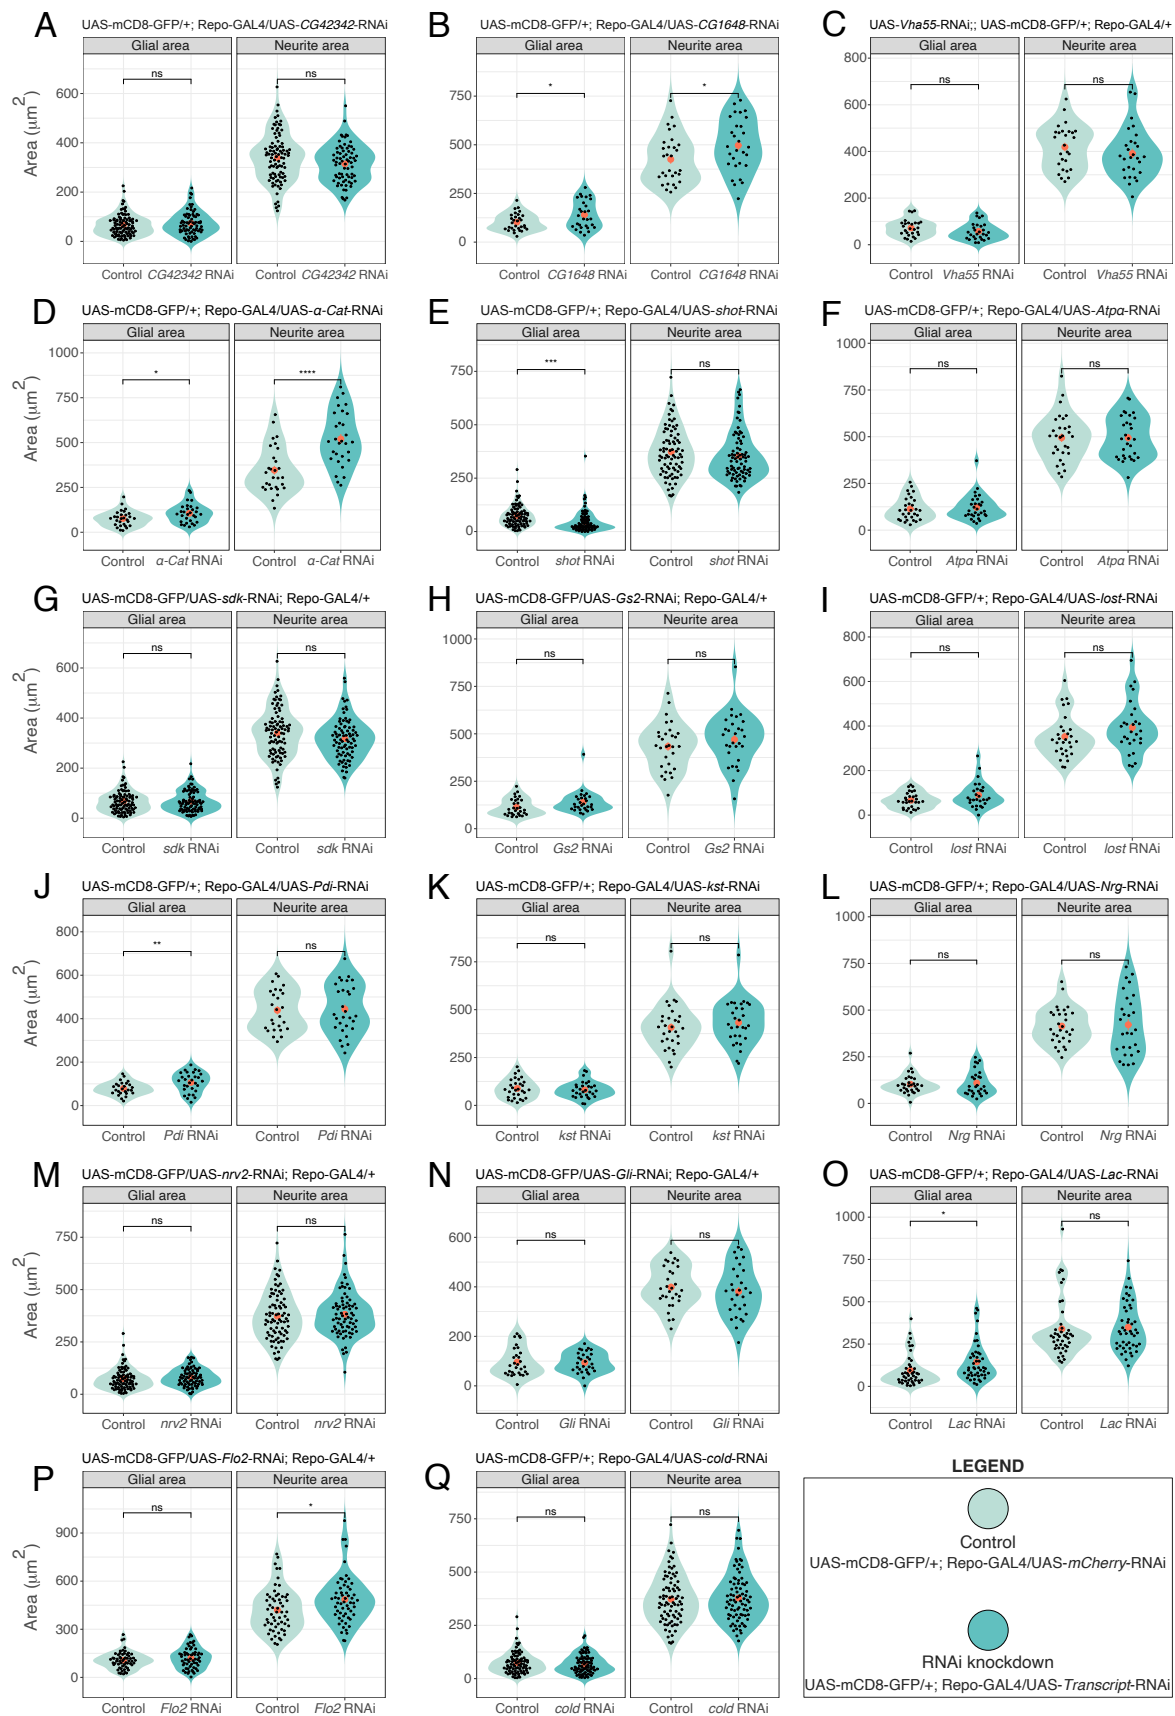 A UAS-mCD8-GFP/+; Repo-GAL4/UAS-CG42342-RNAi
Glial area Neurite area
ns ns
Area (μm²)
600
400
200
0
Control CG42342 RNAi Control CG42342 RNAi
B UAS-mCD8-GFP/+; Repo-GAL4/UAS-CG1648-RNAi
Glial area Neurite area
* *
750
500
250
0
Control CG1648 RNAi Control CG1648 RNAi
C UAS-Vha55-RNAi;; UAS-mCD8-GFP/+; Repo-GAL4/+
Glial area Neurite area
800
ns ns
600
400
200
0
Control Vha55 RNAi Control Vha55 RNAi
D UAS-mCD8-GFP/+; Repo-GAL4/UAS-α-Cat-RNAi
Glial area Neurite area
1000
* ****
Area (μm²)
750
500
250
0
Control α-Cat RNAi Control α-Cat RNAi
E UAS-mCD8-GFP/+; Repo-GAL4/UAS-shot-RNAi
Glial area Neurite area
*** ns
750
500
250
0
Control shot RNAi Control shot RNAi
F UAS-mCD8-GFP/+; Repo-GAL4/UAS-Atpα-RNAi
Glial area Neurite area
1000
ns ns
750
500
250
0
Control Atpα RNAi Control Atpα RNAi
G UAS-mCD8-GFP/UAS-sdk-RNAi; Repo-GAL4/+
Glial area Neurite area
ns ns
Area (μm²)
600
400
200
0
Control sdk RNAi Control sdk RNAi
H UAS-mCD8-GFP/UAS-Gs2-RNAi; Repo-GAL4/+
Glial area Neurite area
1000
ns ns
750
500
250
0
Control Gs2 RNAi Control Gs2 RNAi
I UAS-mCD8-GFP/+; Repo-GAL4/UAS-lost-RNAi
Glial area Neurite area
800
ns ns
600
400
200
0
Control lost RNAi Control lost RNAi
J UAS-mCD8-GFP/+; Repo-GAL4/UAS-Pdi-RNAi
Glial area Neurite area
800
** ns
Area (μm²)
600
400
200
0
Control Pdi RNAi Control Pdi RNAi
K UAS-mCD8-GFP/+; Repo-GAL4/UAS-kst-RNAi
Glial area Neurite area
ns ns
750
500
250
0
Control kst RNAi Control kst RNAi
L UAS-mCD8-GFP/+; Repo-GAL4/UAS-Nrg-RNAi
Glial area Neurite area
1000
ns ns
750
500
250
0
Control Nrg RNAi Control Nrg RNAi
M UAS-mCD8-GFP/UAS-nrv2-RNAi; Repo-GAL4/+
Glial area Neurite area
ns ns
Area (μm²)
750
500
250
0
Control nrv2 RNAi Control nrv2 RNAi
N UAS-mCD8-GFP/UAS-Gli-RNAi; Repo-GAL4/+
Glial area Neurite area
ns ns
600
400
200
0
Control Gli RNAi Control Gli RNAi
O UAS-mCD8-GFP/+; Repo-GAL4/UAS-Lac-RNAi
Glial area Neurite area
1000
* ns
750
500
250
0
Control Lac RNAi Control Lac RNAi
P UAS-mCD8-GFP/UAS-Flo2-RNAi; Repo-GAL4/+
Glial area Neurite area
ns *
Area (μm²)
900
600
300
0
Control Flo2 RNAi Control Flo2 RNAi
Q UAS-mCD8-GFP/+; Repo-GAL4/UAS-cold-RNAi
Glial area Neurite area
ns ns
750
500
250
0
Control cold RNAi Control cold RNAi
LEGEND
Control
UAS-mCD8-GFP/+; Repo-GAL4/UAS-mCherry-RNAi
RNAi knockdown
UAS-mCD8-GFP/+; Repo-GAL4/UAS-Transcript-RNAi